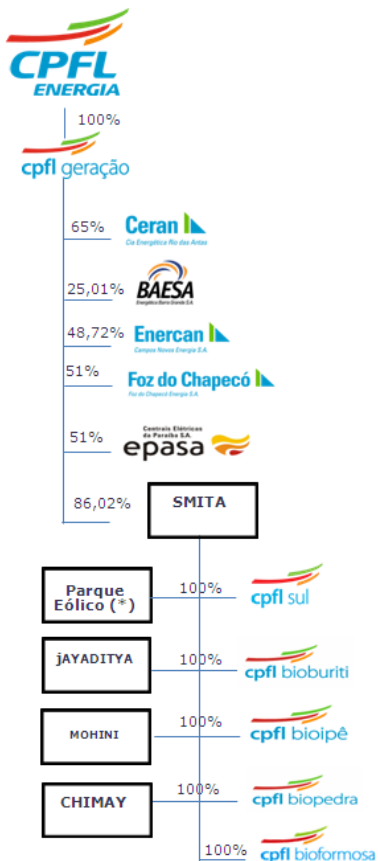 CPFL
ENERGIA
100%
cpfl geração
65%
Ceran
Cia Energética Rio das Antas
25,01%
BAESA
Energética Barra Grande S.A.
48,72%
Enercan
Campos Novos Energia S.A.
51%
Foz do Chapecó
Foz do Chapecó Energia S.A.
51%
Centrais Elétricas
da Paraíba S.A.
epasa
86,02%
SMITA
Parque
Eólico (*)
100%
cpfl sul
jAYADITYA
100%
cpfl bioburiti
MOHINI
100%
cpfl bioipê
CHIMAY
100%
cpfl biopedra
100%
cpfl bioformosa